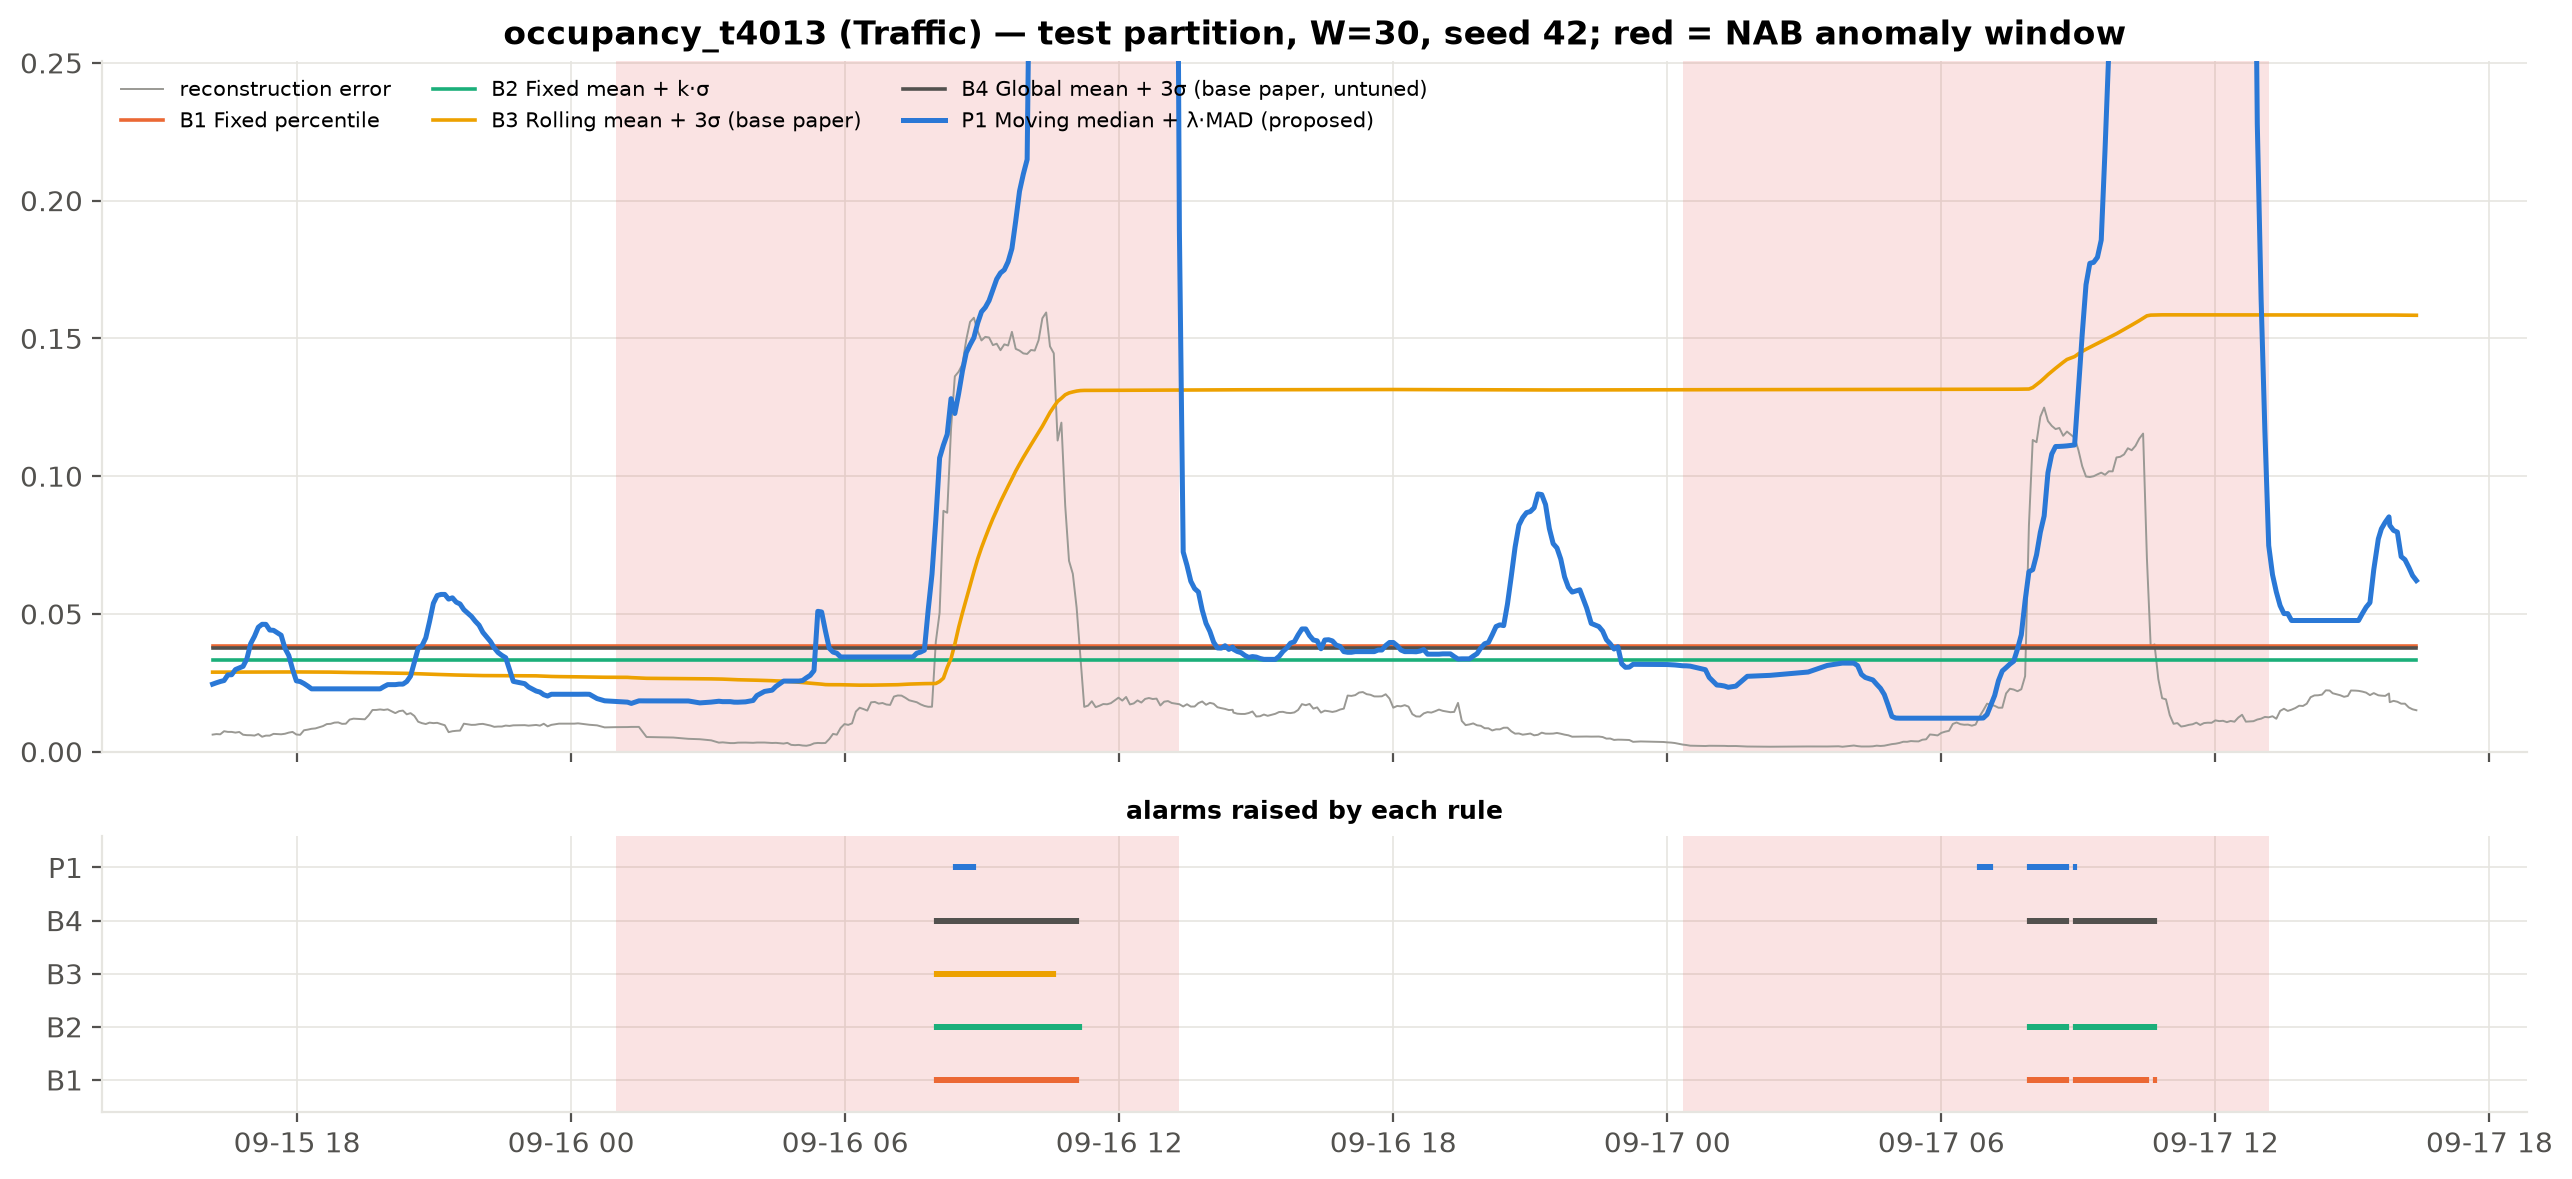 occupancy_t4013 (Traffic) — test partition, W=30, seed 42; red = NAB anomaly window
reconstruction error
B1 Fixed percentile
B2 Fixed mean + k·σ
B3 Rolling mean + 3σ (base paper)
B4 Global mean + 3σ (base paper, untuned)
P1 Moving median + λ·MAD (proposed)
0.25
0.20
0.15
0.10
0.05
0.00
alarms raised by each rule
P1
B4
B3
B2
B1
09-15 18
09-16 00
09-16 06
09-16 12
09-16 18
09-17 00
09-17 06
09-17 12
09-17 18